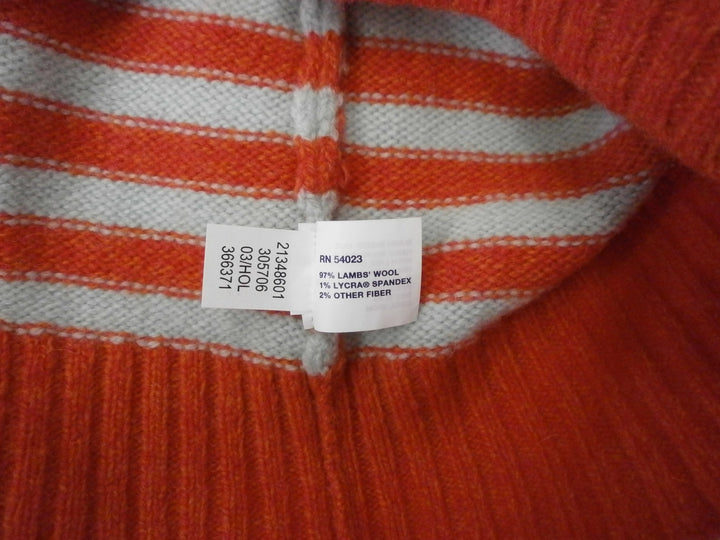 21348601
305706
03/HOL
366371
RN 54023
97% LAMBS' WOOL
1% LYCRA® SPANDEX
2% OTHER FIBER